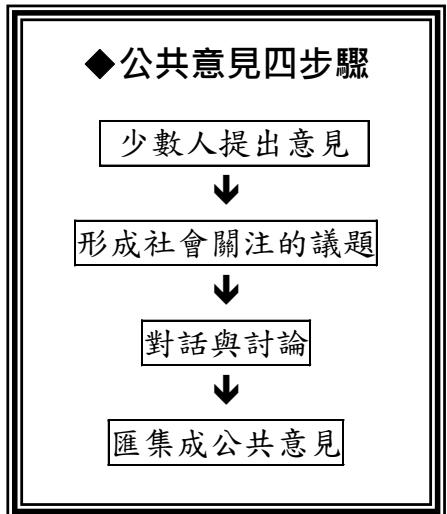 ◆公共意見四步驟
少數人提出意見
形成社會關注的議題
對話與討論
匯集成公共意見